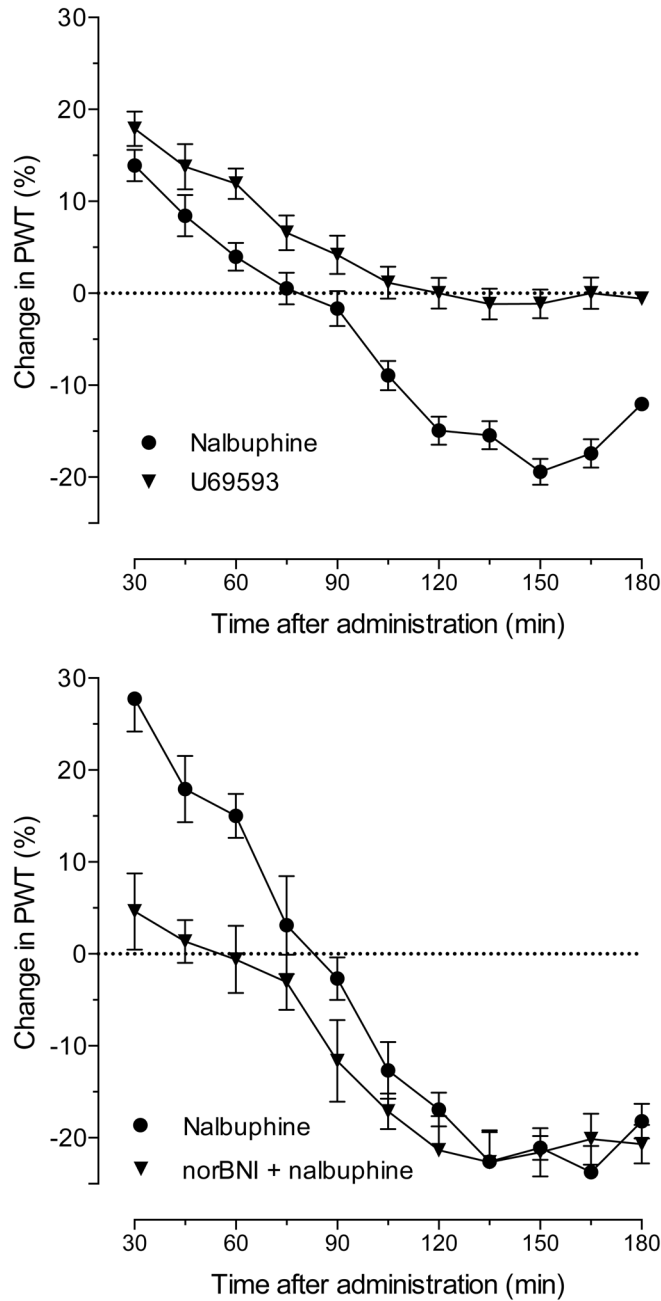 30
20
10
0
-10
-20
Change in PWT (%)
Nalbuphine
U69593
30 60 90 120 150 180
Time after administration (min)
30
20
10
0
-10
-20
Change in PWT (%)
Nalbuphine
norBNI + nalbuphine
30 60 90 120 150 180
Time after administration (min)